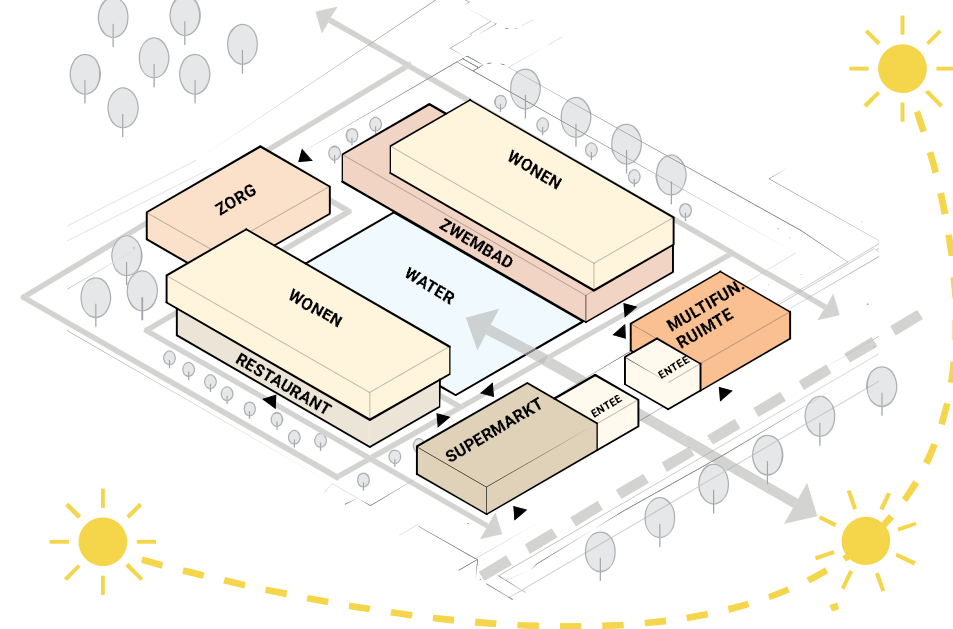 WONEN
ZORG
ZWEMBAD
WATER
WONEN
MULTIFUN.
RUIMTE
ENTEE
RESTAURANT
ENTEE
SUPERMARKT